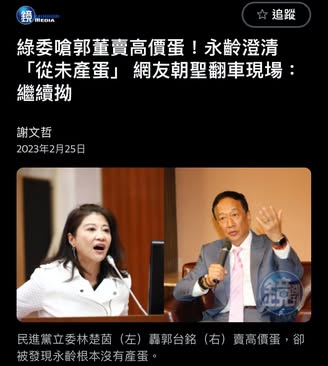 鏡
MEDIA
☆ 追蹤
綠委嗆郭董賣高價蛋！永齡澄清
「從未產蛋」 網友朝聖翻車現場：
繼續拗
謝文哲
2023年2月25日
民進黨立委林楚茵（左）轟郭台銘（右）賣高價蛋，卻
被發現永齡根本沒有產蛋。